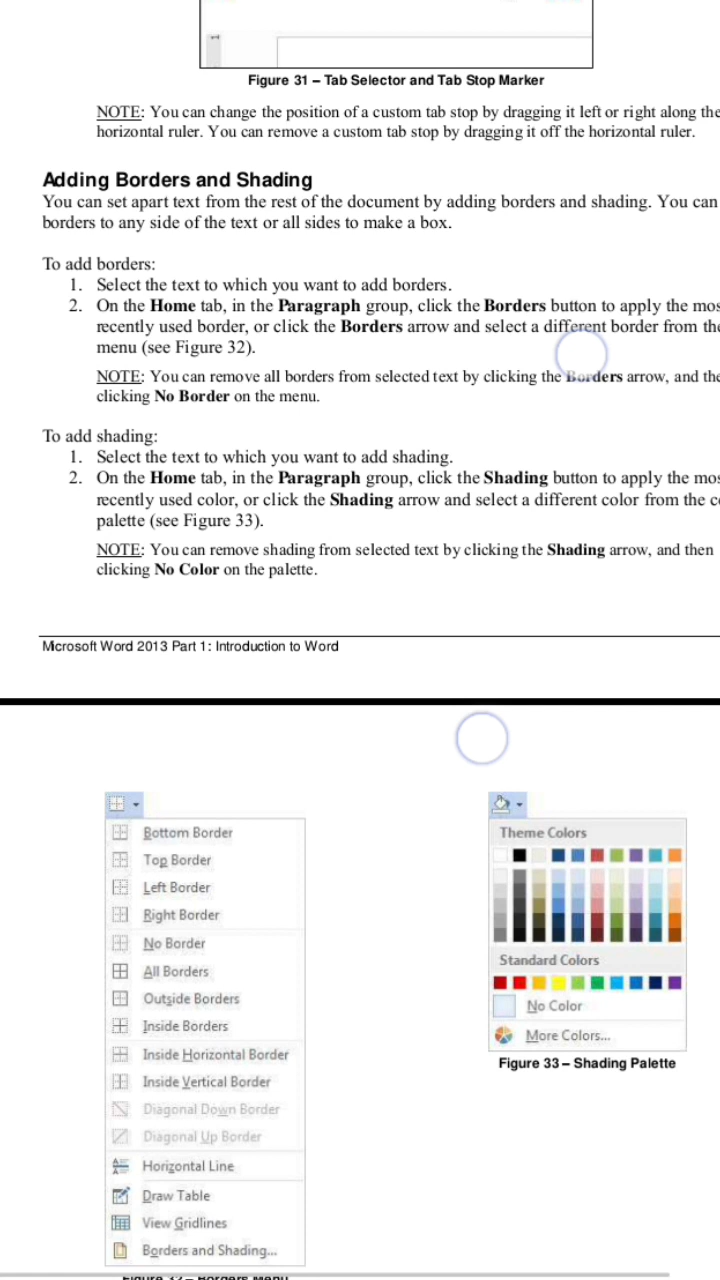 Figure 31 – Tab Selector and Tab Stop Marker
NOTE: You can change the position of a custom tab stop by dragging it left or right along the
horizontal ruler. You can remove a custom tab stop by dragging it off the horizontal ruler.
Adding Borders and Shading
You can set apart text from the rest of the document by adding borders and shading. You can
borders to any side of the text or all sides to make a box.
To add borders:
1. Select the text to which you want to add borders.
2. On the Home tab, in the Paragraph group, click the Borders button to apply the mos
recently used border, or click the Borders arrow and select a different border from the
menu (see Figure 32).
NOTE: You can remove all borders from selected text by clicking the Borders arrow, and the
clicking No Border on the menu.
To add shading:
1. Select the text to which you want to add shading.
2. On the Home tab, in the Paragraph group, click the Shading button to apply the mos
recently used color, or click the Shading arrow and select a different color from the c
palette (see Figure 33).
NOTE: You can remove shading from selected text by clicking the Shading arrow, and then
clicking No Color on the palette.
Microsoft Word 2013 Part 1: Introduction to Word
Bottom Border
Top Border
Left Border
Right Border
No Border
All Borders
Outside Borders
Inside Borders
Inside Horizontal Border
Inside Vertical Border
Diagonal Down Border
Diagonal Up Border
Horizontal Line
Draw Table
View Gridlines
Borders and Shading...
Figure 32 – Borders Menu
Theme Colors
Standard Colors
No Color
More Colors...
Figure 33 – Shading Palette